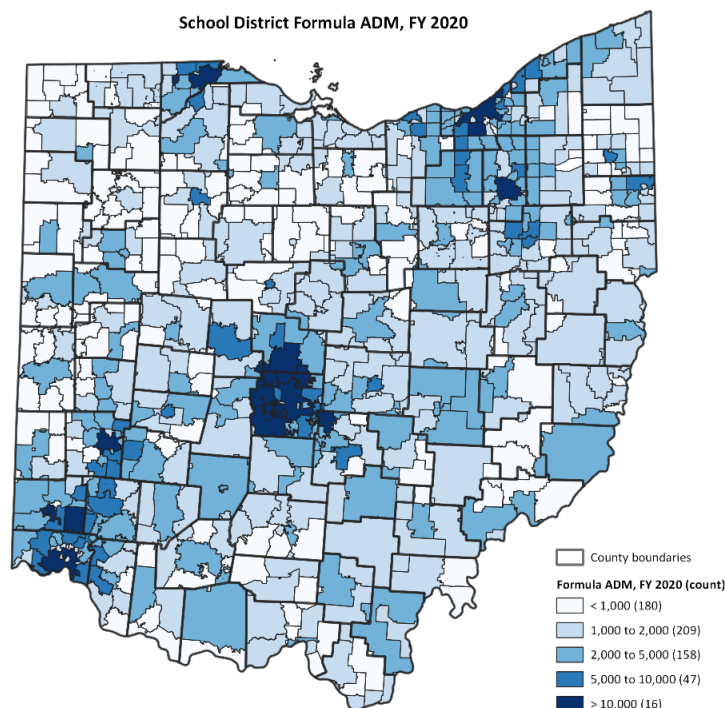 School District Formula ADM, FY 2020
County boundaries
Formula ADM, FY 2020 (count)
< 1,000 (180)
1,000 to 2,000 (209)
2,000 to 5,000 (158)
5,000 to 10,000 (47)
> 10,000 (16)